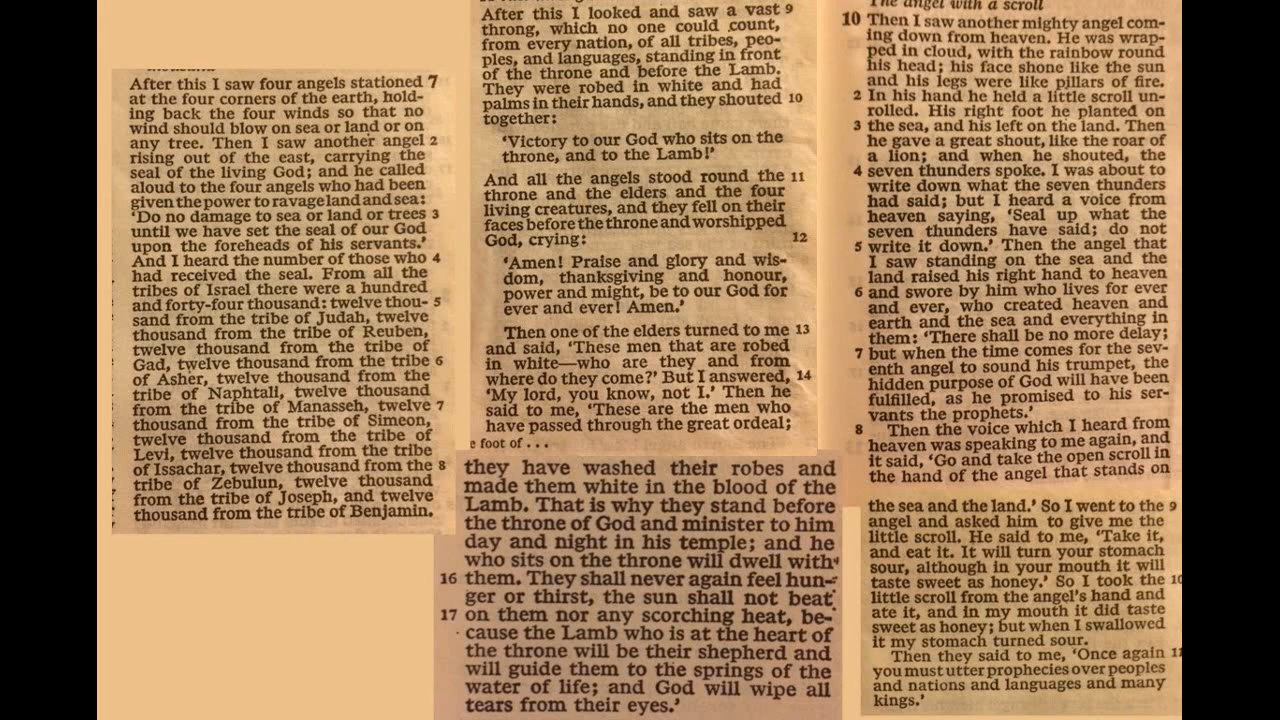 After this I saw four angels stationed 7
at the four corners of the earth, hold-
ing back the four winds so that no
wind should blow on sea or land or on
any tree. Then I saw another angel 2
rising out of the east, carrying the
seal of the living God; and he called
aloud to the four angels who had been
given the power to ravage land and sea:
‘Do no damage to sea or land or trees 3
until we have set the seal of our God
upon the foreheads of his servants.’
And I heard the number of those who 4
had received the seal. From all the
tribes of Israel there were a hundred
and forty-four thousand: twelve thou- 5
sand from the tribe of Judah, twelve
thousand from the tribe of Reuben,
twelve thousand from the tribe of
Gad, twelve thousand from the tribe 6
of Asher, twelve thousand from the
tribe of Naphtali, twelve thousand
from the tribe of Manasseh, twelve 7
thousand from the tribe of Simeon,
twelve thousand from the tribe of
Levi, twelve thousand from the tribe
of Issachar, twelve thousand from the 8
tribe of Zebulun, twelve thousand
from the tribe of Joseph, and twelve
thousand from the tribe of Benjamin.
After this I looked and saw a vast 9
throng, which no one could count,
from every nation, of all tribes, peo-
ples, and languages, standing in front
of the throne and before the Lamb.
They were robed in white and had
palms in their hands, and they shouted 10
together:
‘Victory to our God who sits on the
throne, and to the Lamb!’
And all the angels stood round the 11
throne and the elders and the four
living creatures, and they fell on their
faces before the throne and worshipped
God, crying: 12
‘Amen! Praise and glory and wis-
dom, thanksgiving and honour,
power and might, be to our God for
ever and ever! Amen.’
Then one of the elders turned to me 13
and said, ‘These men that are robed
in white—who are they and from
where do they come?’ But I answered, 14
‘My lord, you know, not I.’ Then he
said to me, ‘These are the men who
have passed through the great ordeal;
e foot of . . .
they have washed their robes and
made them white in the blood of the
Lamb. That is why they stand before
the throne of God and minister to him
day and night in his temple; and he
who sits on the throne will dwell with
16 them. They shall never again feel hun-
ger or thirst, the sun shall not beat
17 on them nor any scorching heat, be-
cause the Lamb who is at the heart of
the throne will be their shepherd and
will guide them to the springs of the
water of life; and God will wipe all
tears from their eyes.’
The angel with a scroll
10 Then I saw another mighty angel com-
ing down from heaven. He was wrap-
ped in cloud, with the rainbow round
his head; his face shone like the sun
and his legs were like pillars of fire.
2 In his hand he held a little scroll un-
rolled. His right foot he planted on
3 the sea, and his left on the land. Then
he gave a great shout, like the roar of
a lion; and when he shouted, the
4 seven thunders spoke. I was about to
write down what the seven thunders
had said; but I heard a voice from
heaven saying, ‘Seal up what the
seven thunders have said; do not
5 write it down.’ Then the angel that
I saw standing on the sea and the
land raised his right hand to heaven
6 and swore by him who lives for ever
and ever, who created heaven and
earth and the sea and everything in
them: ‘There shall be no more delay;
7 but when the time comes for the sev-
enth angel to sound his trumpet, the
hidden purpose of God will have been
fulfilled, as he promised to his ser-
vants the prophets.’
8 Then the voice which I heard from
heaven was speaking to me again, and
it said, ‘Go and take the open scroll in
the hand of the angel that stands on
the sea and the land.’ So I went to the 9
angel and asked him to give me the
little scroll. He said to me, ‘Take it,
and eat it. It will turn your stomach
sour, although in your mouth it will
taste sweet as honey.’ So I took the 10
little scroll from the angel’s hand and
ate it, and in my mouth it did taste
sweet as honey; but when I swallowed
it my stomach turned sour.
Then they said to me, ‘Once again 11
you must utter prophecies over peoples
and nations and languages and many
kings.’